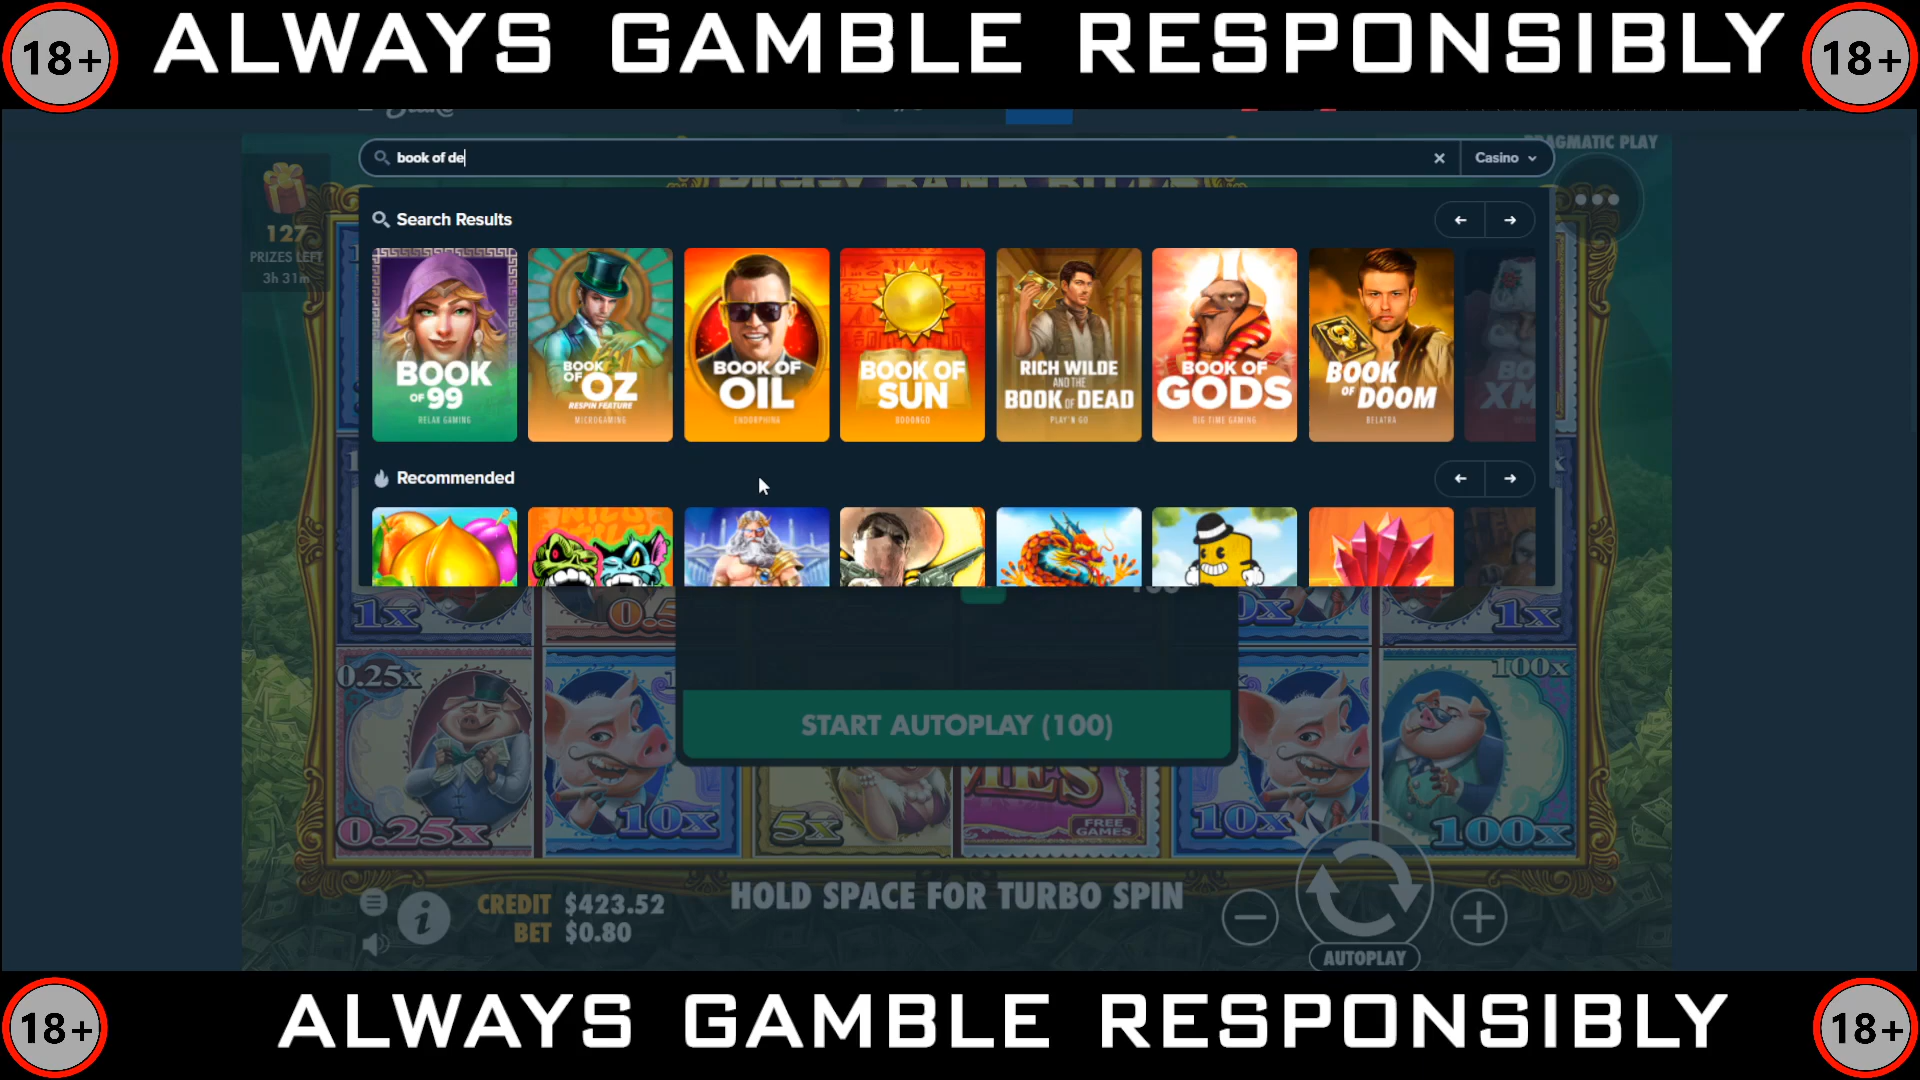 ALWAYS GAMBLE RESPONSIBLY
18+
18+
book of de
Casino
PRAGMATIC PLAY
127
PRIZES LEFT
3h 31m
Search Results
BOOK
OF 99
RELAX GAMING
BOOK
OF OZ
RESPIN FEATURE
MICROGAMING
BOOK OF
OIL
ENDORPHINA
BOOK OF
SUN
BOOONGO
RICH WILDE
AND THE
BOOK OF DEAD
PLAY'N GO
BOOK OF
GODS
BIG TIME GAMING
BOOK
OF DOOM
BELATRA
Recommended
1x
1x
0.25x
100x
START AUTOPLAY (100)
0.25x
10x
5x
FREE
GAMES
10x
100x
HOLD SPACE FOR TURBO SPIN
CREDIT $423.52
BET $0.80
AUTOPLAY
ALWAYS GAMBLE RESPONSIBLY
18+
18+